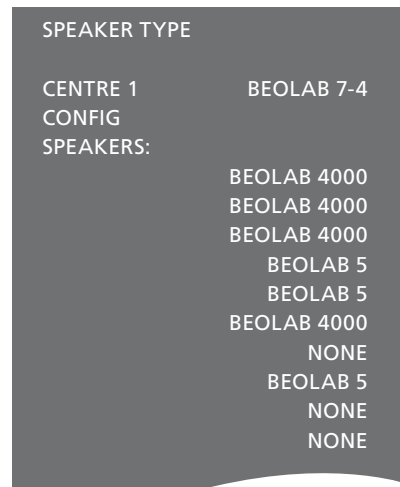 SPEAKER TYPE
CENTRE 1 BEOLAB 7-4
CONFIG
SPEAKERS:
BEOLAB 4000
BEOLAB 4000
BEOLAB 4000
BEOLAB 5
BEOLAB 5
BEOLAB 4000
NONE
BEOLAB 5
NONE
NONE